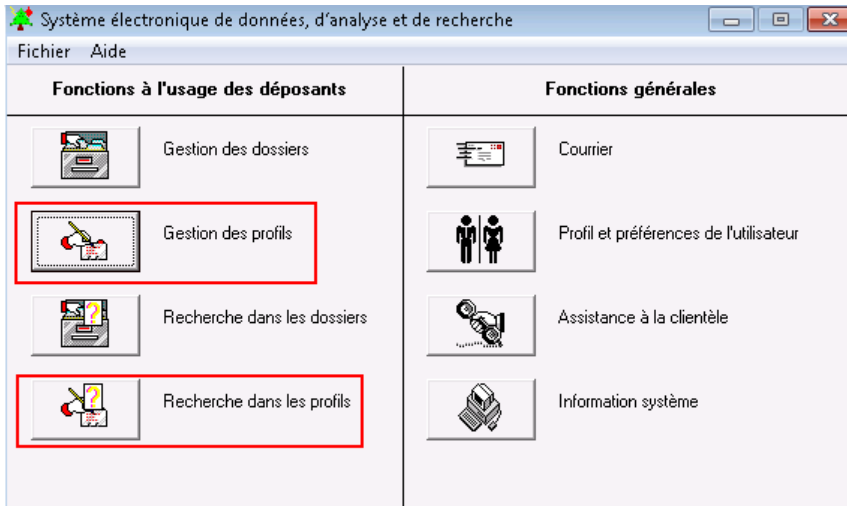 Système électronique de données, d'analyse et de recherche
Fichier Aide
Fonctions à l'usage des déposants
Fonctions générales
Gestion des dossiers
Courrier
Gestion des profils
Profil et préférences de l'utilisateur
Recherche dans les dossiers
Assistance à la clientèle
Recherche dans les profils
Information système